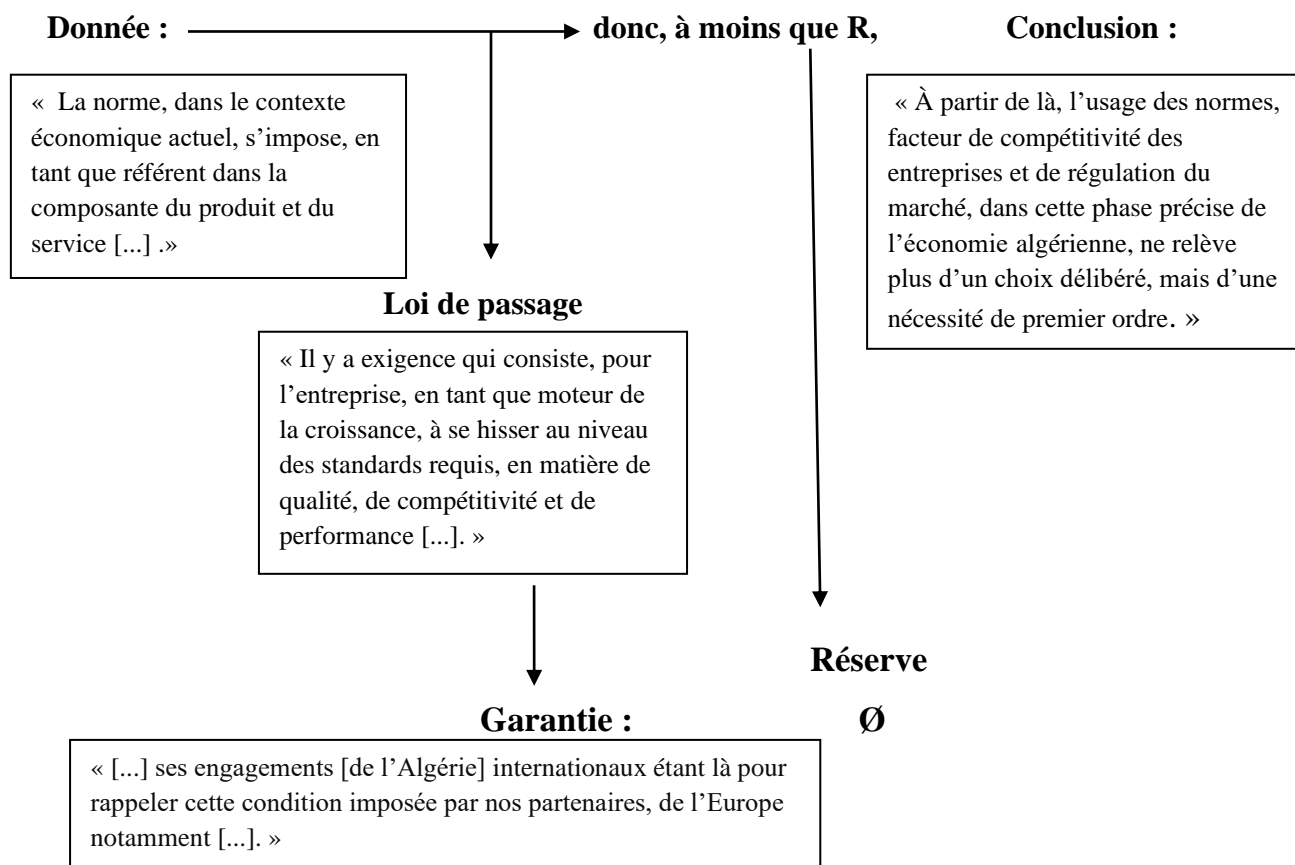 Donnée : donc, à moins que R, Conclusion :
« La norme, dans le contexte
économique actuel, s’impose, en
tant que référent dans la
composante du produit et du
service [...] .»
« À partir de là, l’usage des normes,
facteur de compétitivité des
entreprises et de régulation du
marché, dans cette phase précise de
l’économie algérienne, ne relève
plus d’un choix délibéré, mais d’une
nécessité de premier ordre. »
Loi de passage
« Il y a exigence qui consiste, pour
l’entreprise, en tant que moteur de
la croissance, à se hisser au niveau
des standards requis, en matière de
qualité, de compétitivité et de
performance [...]. »
Réserve
Ø
Garantie :
« [...] ses engagements [de l’Algérie] internationaux étant là pour
rappeler cette condition imposée par nos partenaires, de l’Europe
notamment [...]. »